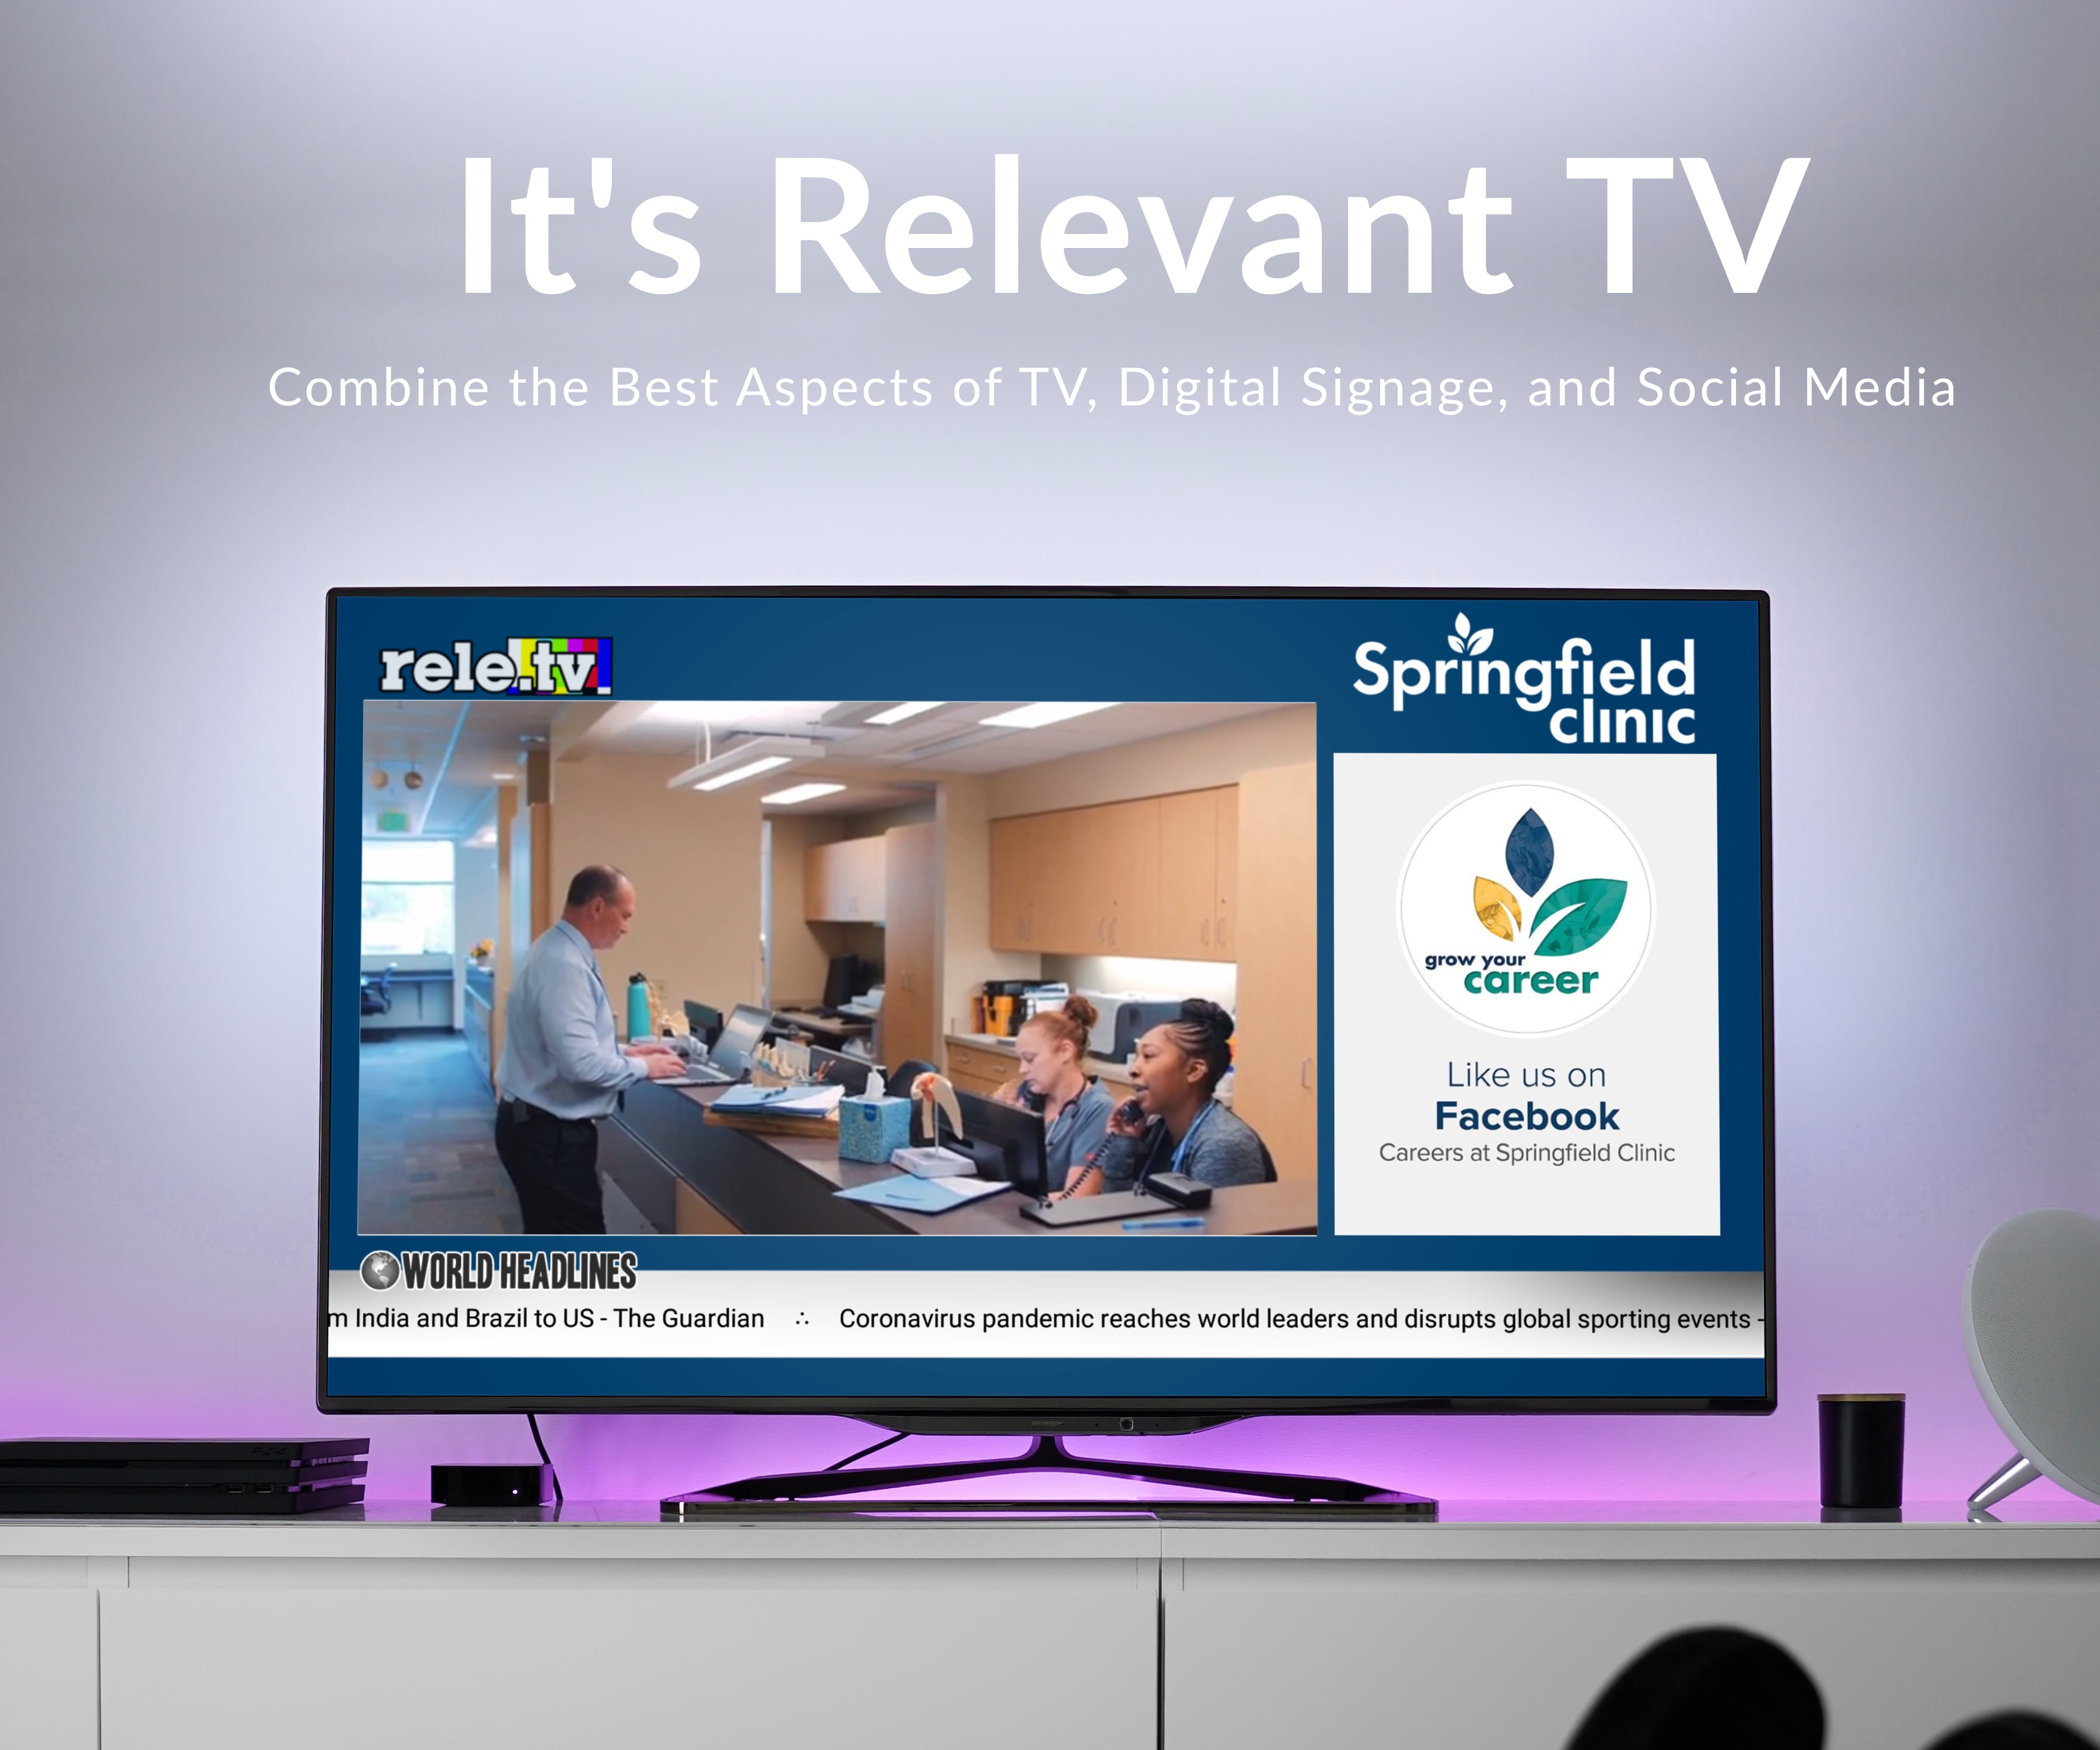 It's Relevant TV
Combine the Best Aspects of TV, Digital Signage, and Social Media
rele.tv
Springfield
clinic
grow your
career
Like us on
Facebook
Careers at Springfield Clinic
WORLD HEADLINES
m India and Brazil to US - The Guardian ∴ Coronavirus pandemic reaches world leaders and disrupts global sporting events -
PS4